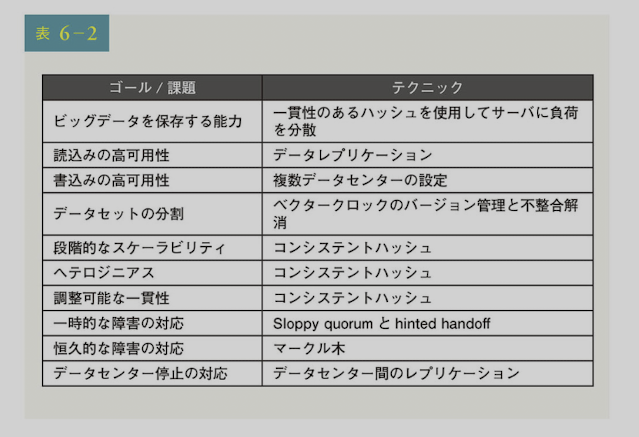 表 6-2
ゴール / 課題 テクニック
ビッグデータを保存する能力 一貫性のあるハッシュを使用してサーバに負荷
を分散
読込みの高可用性 データレプリケーション
書込みの高可用性 複数データセンターの設定
データセットの分割 ベクタークロックのバージョン管理と不整合解
消
段階的なスケーラビリティ コンシステントハッシュ
ヘテロジニアス コンシステントハッシュ
調整可能な一貫性 コンシステントハッシュ
一時的な障害の対応 Sloppy quorum と hinted handoff
恒久的な障害の対応 マークル木
データセンター停止の対応 データセンター間のレプリケーション